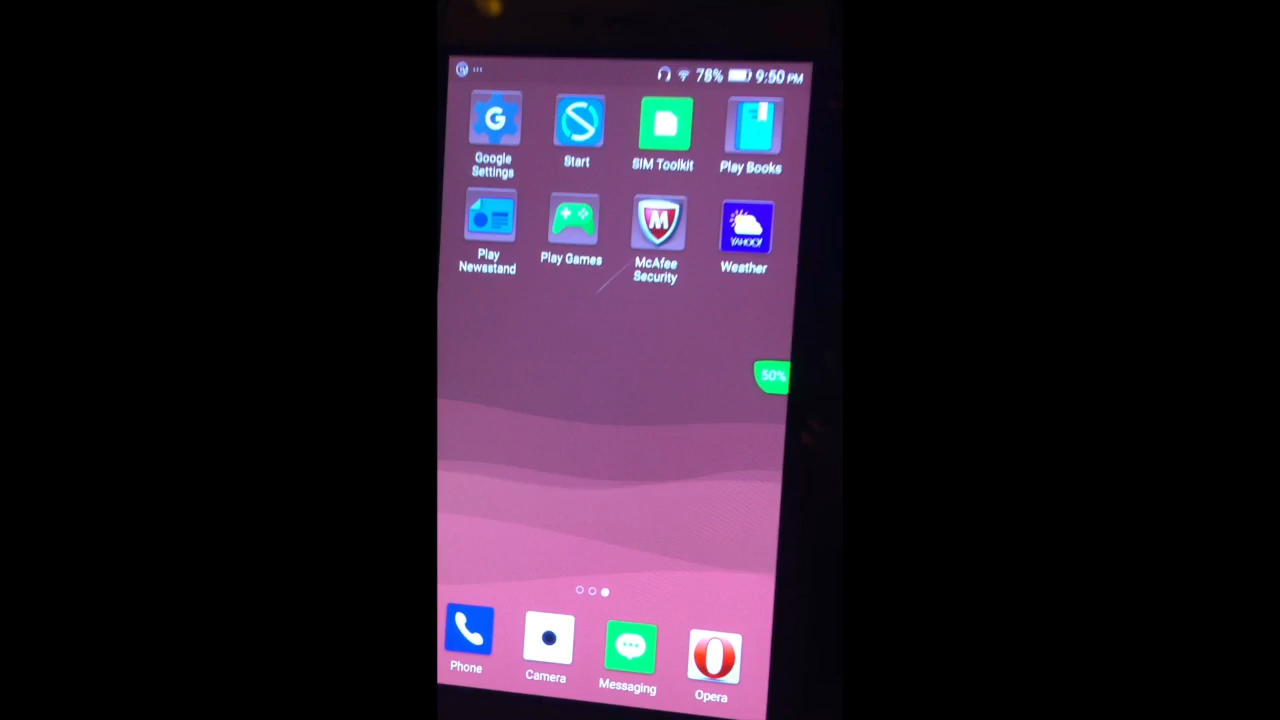 78% 9:50 PM
G
Google
Settings
Start
SIM Toolkit
Play Books
Play
Newsstand
Play Games
M
McAfee
Security
YAHOO!
Weather
50%
Phone
Camera
Messaging
Opera